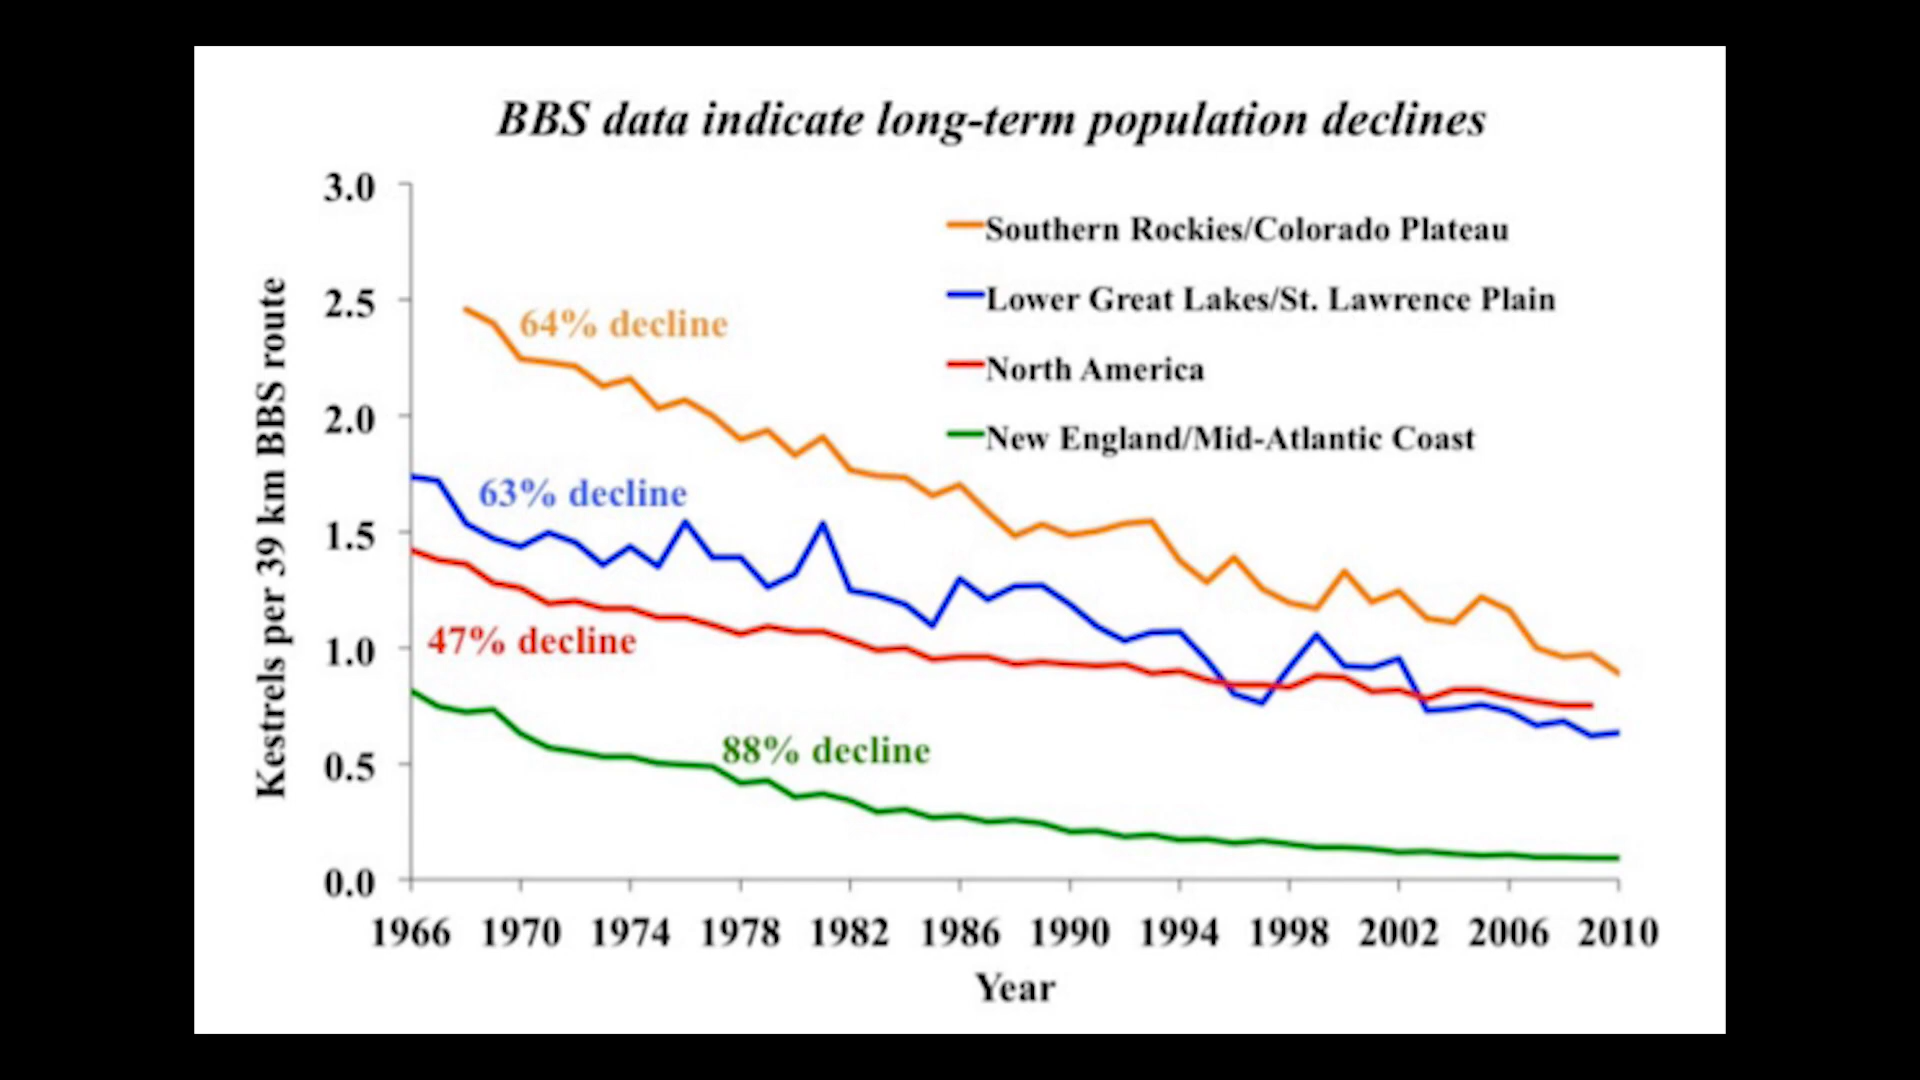 BBS data indicate long-term population declines
3.0
2.5
2.0
1.5
1.0
0.5
0.0
Kestrels per 39 km BBS route
Southern Rockies/Colorado Plateau
Lower Great Lakes/St. Lawrence Plain
North America
New England/Mid-Atlantic Coast
64% decline
63% decline
47% decline
88% decline
1966 1970 1974 1978 1982 1986 1990 1994 1998 2002 2006 2010
Year